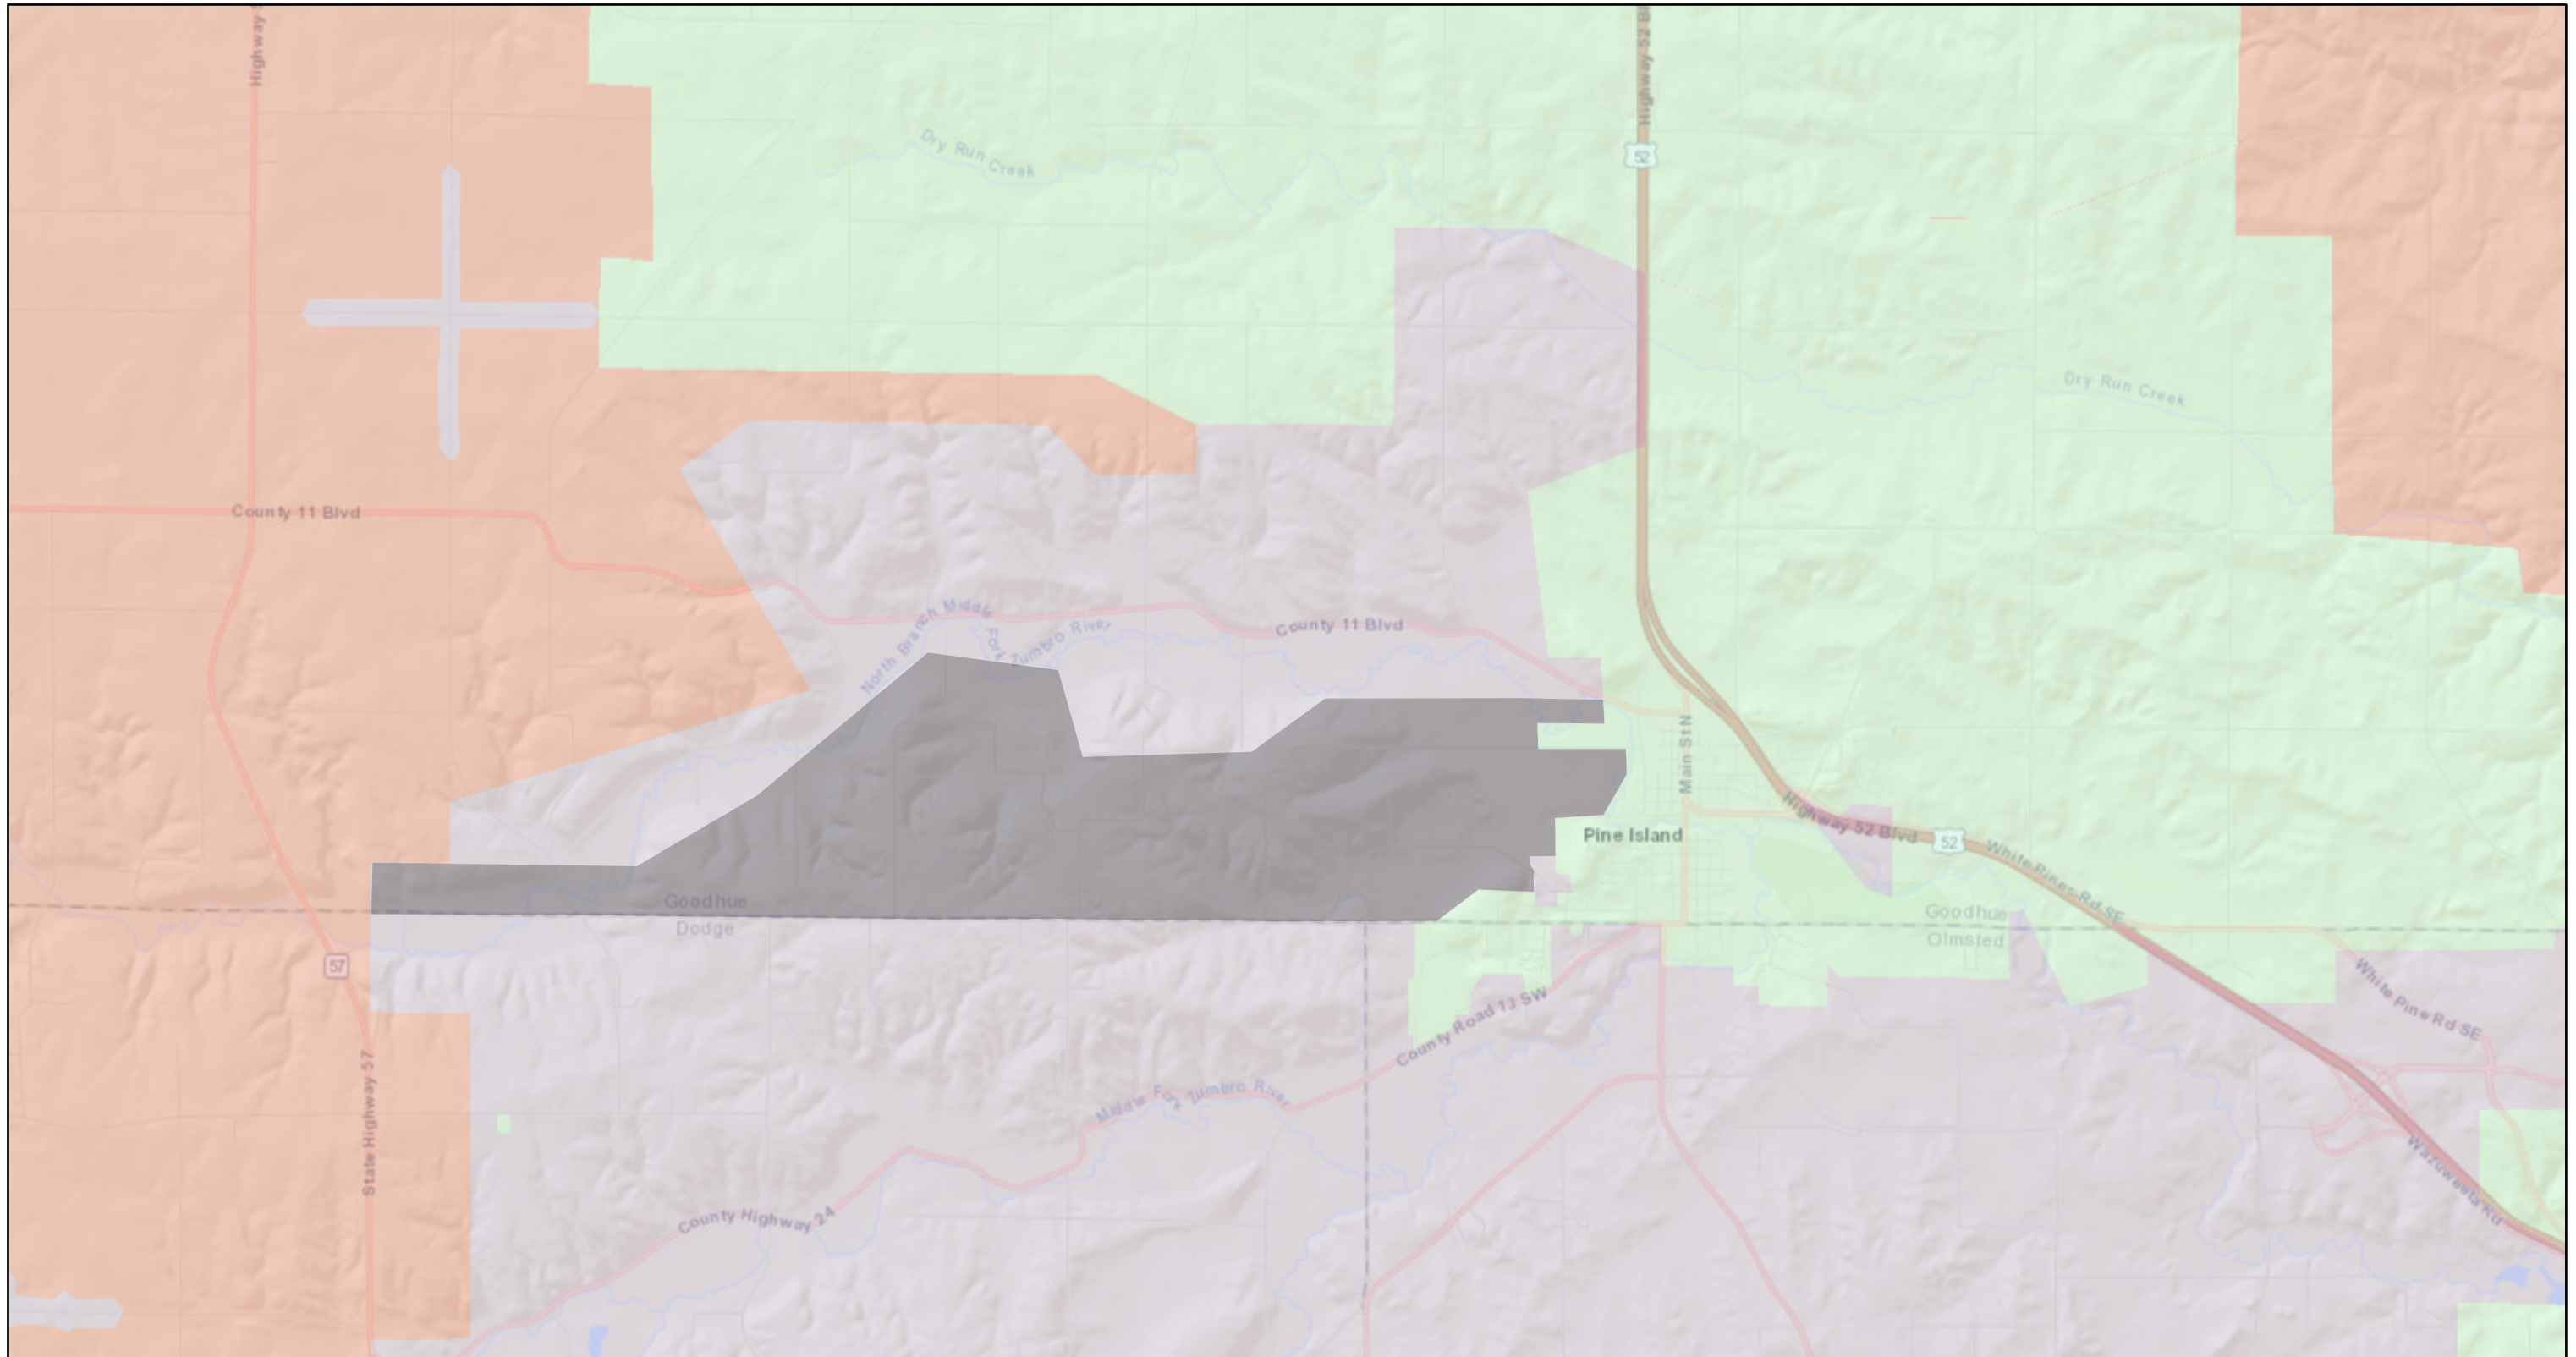 Highway
Highway 52 Bl
52
Dry Run
Creek
Dry Run Creek
County 11 Blvd
North Branch Middle
Fork
Zumbro River
County 11 Blvd
Main St N
Highway 52 Blvd
Pine Island
52
White Pines Rd SE
Goodhue
Dodge
Goodhue
Olmsted
57
White Pine Rd SE
County Road 13 SW
State Highway 57
Middle Fork Zumbro River
Wazuweeta Rd
County Highway 24